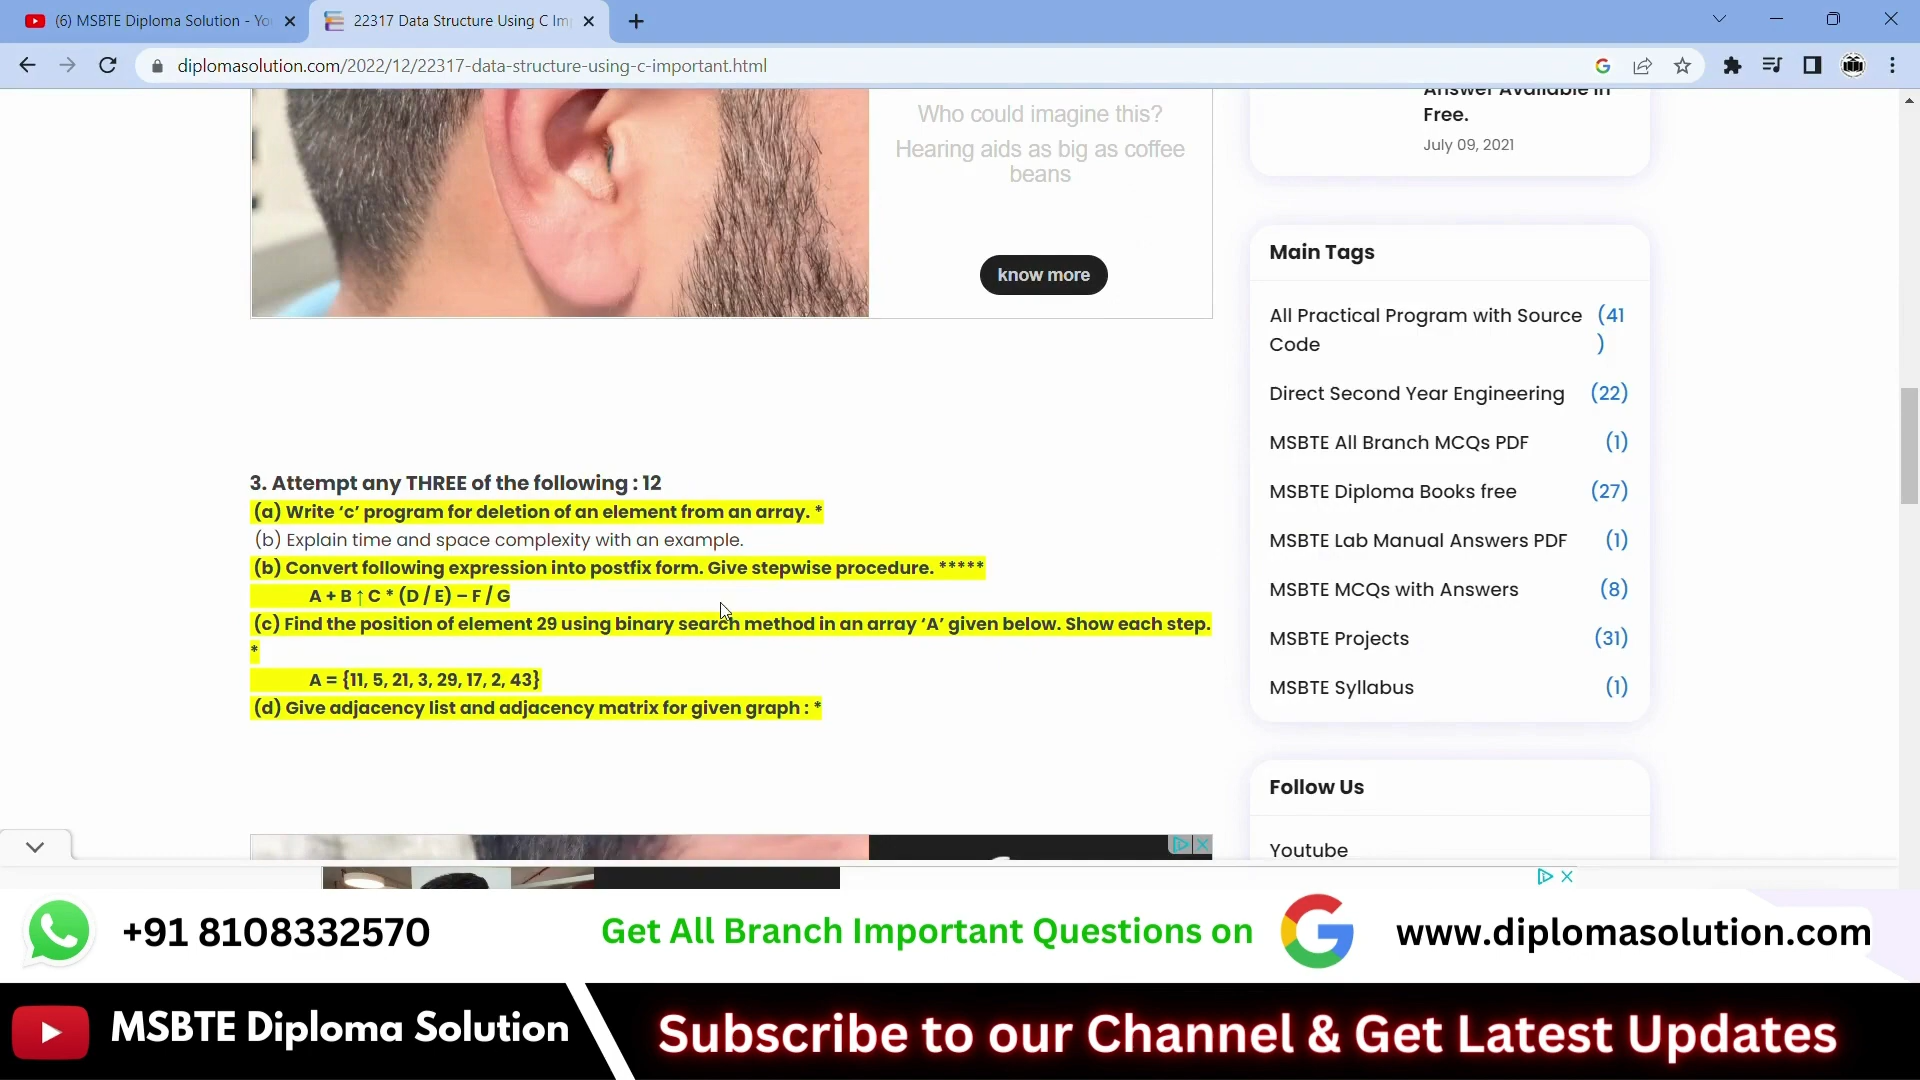 (6) MSBTE Diploma Solution - Yo
22317 Data Structure Using C Im
diplomasolution.com/2022/12/22317-data-structure-using-c-important.html
Who could imagine this?
Hearing aids as big as coffee
beans
know more
Answer Available in
Free.
July 09, 2021
Main Tags
All Practical Program with Source (41
Code )
Direct Second Year Engineering (22)
MSBTE All Branch MCQs PDF (1)
MSBTE Diploma Books free (27)
MSBTE Lab Manual Answers PDF (1)
MSBTE MCQs with Answers (8)
MSBTE Projects (31)
MSBTE Syllabus (1)
Follow Us
Youtube
3. Attempt any THREE of the following : 12
(a) Write ‘c’ program for deletion of an element from an array. *
(b) Explain time and space complexity with an example.
(b) Convert following expression into postfix form. Give stepwise procedure. *****
A + B ↑ C * (D / E) – F / G
(c) Find the position of element 29 using binary search method in an array ‘A’ given below. Show each step.
*
A = {11, 5, 21, 3, 29, 17, 2, 43}
(d) Give adjacency list and adjacency matrix for given graph : *
+91 8108332570
Get All Branch Important Questions on
www.diplomasolution.com
MSBTE Diploma Solution
Subscribe to our Channel & Get Latest Updates